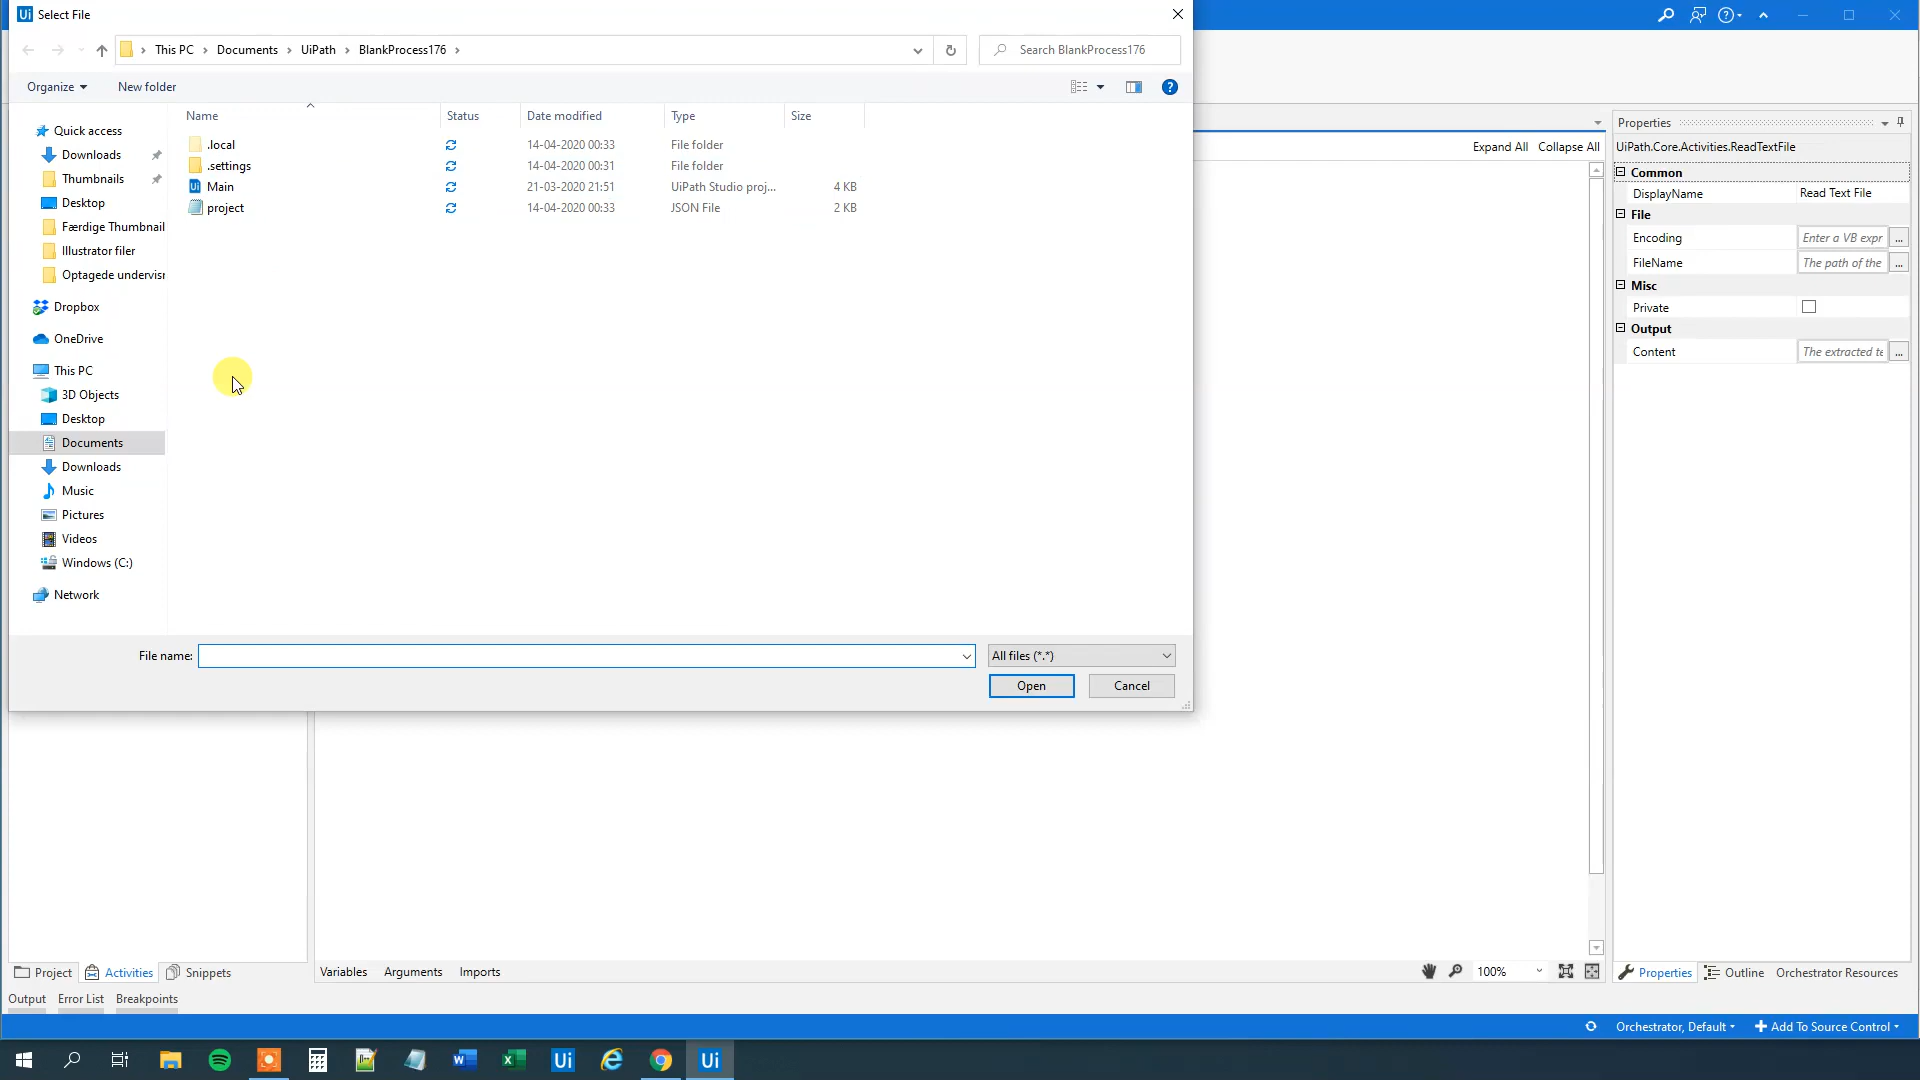 Ui Select File
This PC > Documents > UiPath > BlankProcess176 >
Search BlankProcess176
Organize
New folder
Name Status Date modified Type Size
.local 14-04-2020 00:33 File folder
.settings 14-04-2020 00:31 File folder
Main 21-03-2020 21:51 UiPath Studio proj... 4 KB
project 14-04-2020 00:33 JSON File 2 KB
Quick access
Downloads
Thumbnails
Desktop
Færdige Thumbnail
Illustrator filer
Optagede undervisn
Dropbox
OneDrive
This PC
3D Objects
Desktop
Documents
Downloads
Music
Pictures
Videos
Windows (C:)
Network
File name:
All files (*.*)
Open
Cancel
Expand All Collapse All
Properties
UiPath.Core.Activities.ReadTextFile
Common
DisplayName Read Text File
File
Encoding Enter a VB expr ...
FileName The path of the ...
Misc
Private
Output
Content The extracted te ...
Project Activities Snippets
Variables Arguments Imports
100%
Properties Outline Orchestrator Resources
Output Error List Breakpoints
Orchestrator, Default
Add To Source Control